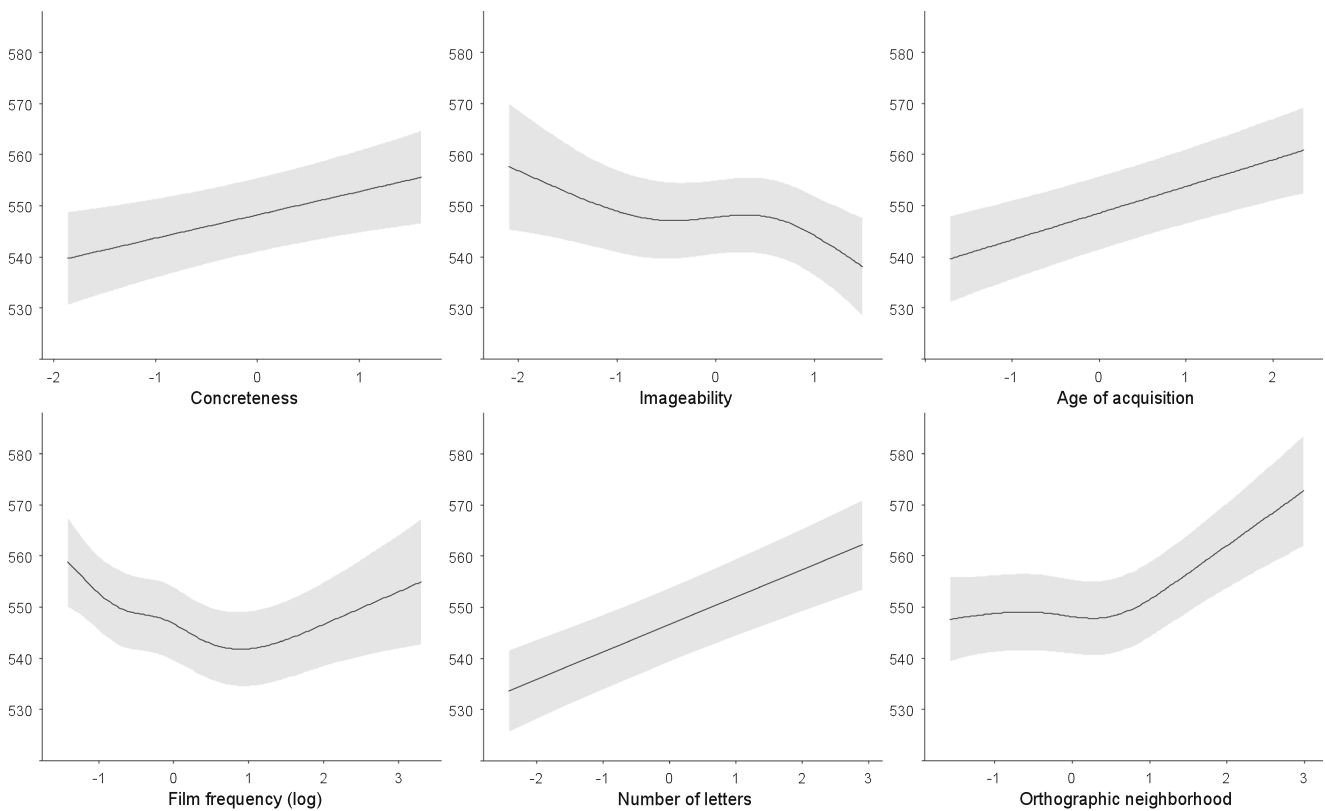 580 580 580
570 570 570
560 560 560
550 550 550
540 540 540
530 530 530
-2 -1 0 1 -2 -1 0 1 -1 0 1 2
Concreteness Imageability Age of acquisition
580 580 580
570 570 570
560 560 560
550 550 550
540 540 540
530 530 530
-1 0 1 2 3 -2 -1 0 1 2 3 -1 0 1 2 3
Film frequency (log) Number of letters Orthographic neighborhood